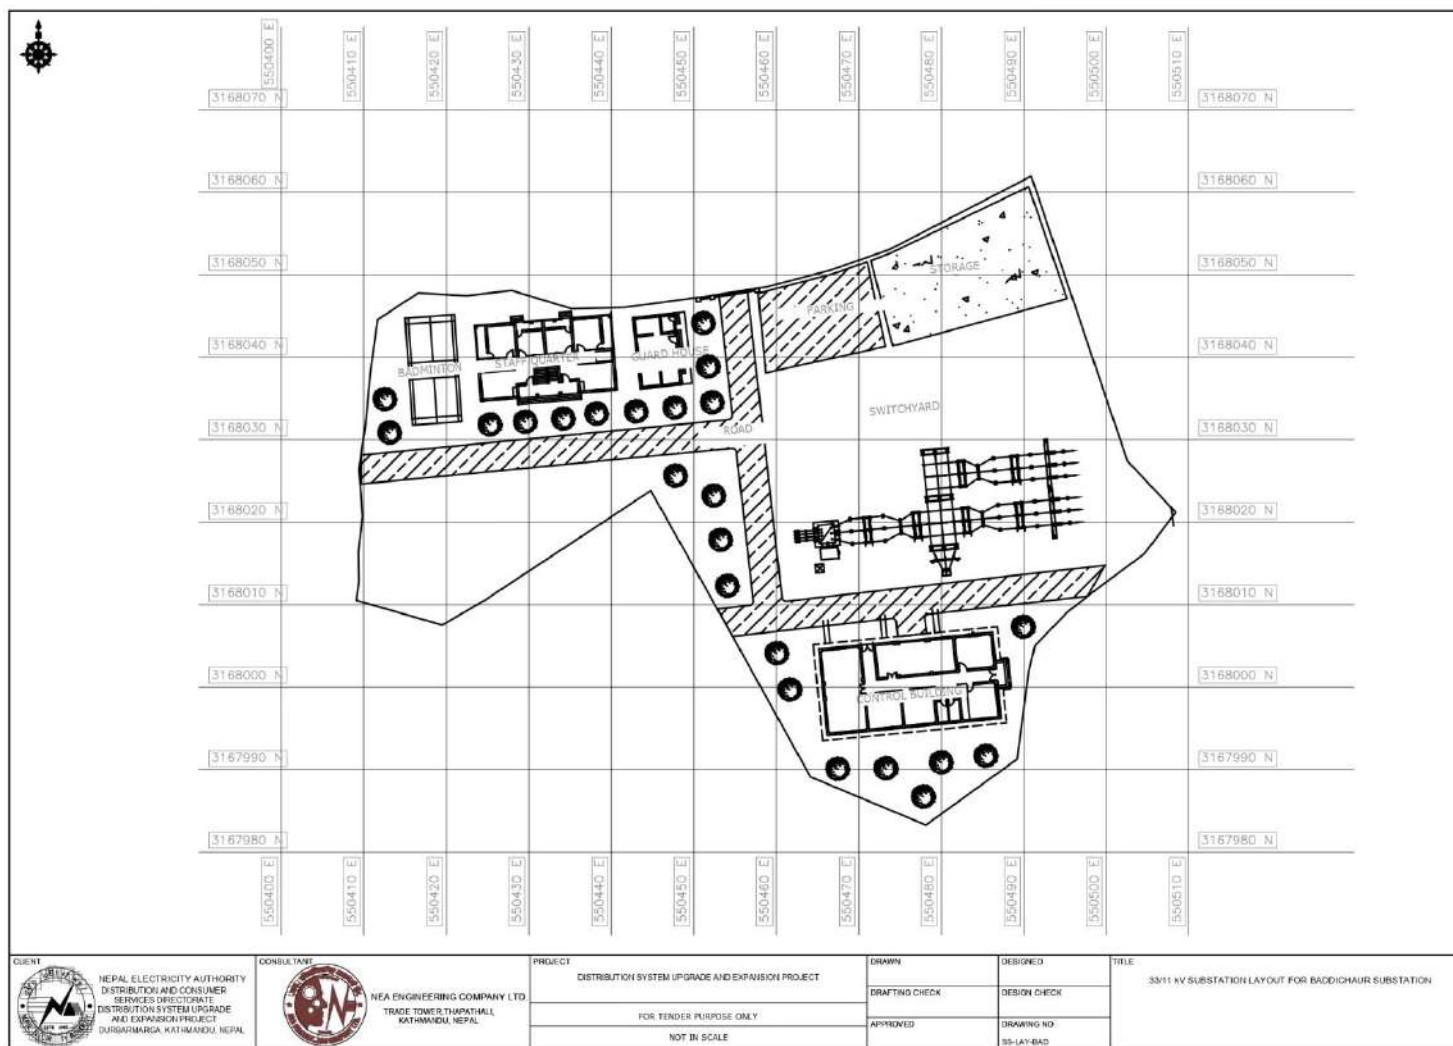 550400 E
550410 E
550420 E
550430 E
550440 E
550450 E
550460 E
550470 E
550480 E
550490 E
550500 E
550510 E
3168070 N
3168070 N
3168060 N
3168060 N
3168050 N
3168050 N
STORAGE
PARKING
3168040 N
3168040 N
GUARD HOUSE
STAFF QUARTER
BADMINTON
SWITCHYARD
3168030 N
3168030 N
ROAD
3168020 N
3168020 N
3168010 N
3168010 N
3168000 N
3168000 N
CONTROL BUILDING
3167990 N
3167990 N
3167980 N
3167980 N
550400 E
550410 E
550420 E
550430 E
550440 E
550450 E
550460 E
550470 E
550480 E
550490 E
550500 E
550510 E
CLIENT
NEPAL ELECTRICITY AUTHORITY
DISTRIBUTION AND CONSUMER
SERVICES DIRECTORATE
DISTRIBUTION SYSTEM UPGRADE
AND EXPANSION PROJECT
DURBARMARGA, KATHMANDU, NEPAL
CONSULTANT
NEA ENGINEERING COMPANY LTD
TRADE TOWER,THAPATHALI,
KATHMANDU, NEPAL
PROJECT
DISTRIBUTION SYSTEM UPGRADE AND EXPANSION PROJECT
FOR TENDER PURPOSE ONLY
NOT IN SCALE
DRAWN
DESIGNED
DRAFTING CHECK
DESIGN CHECK
APPROVED
DRAWING NO
SS-LAY-BAD
TITLE
33/11 kV SUBSTATION LAYOUT FOR BADDICHAUR SUBSTATION